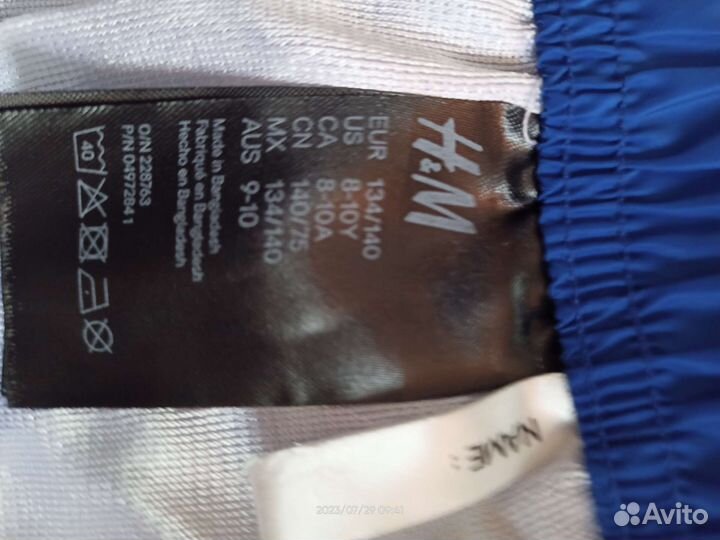 H&M
EUR 134/140
US 8-10Y
CA 8-10A
CN 140/75
MX 134/140
AUS 9-10
Made in Bangladesh
Fabriqué en Bangladesh
Hecho en Bangladesh
O/N 228763
P/N 0497284 1
40
NAME:
2023/07/29 09:41
Avito